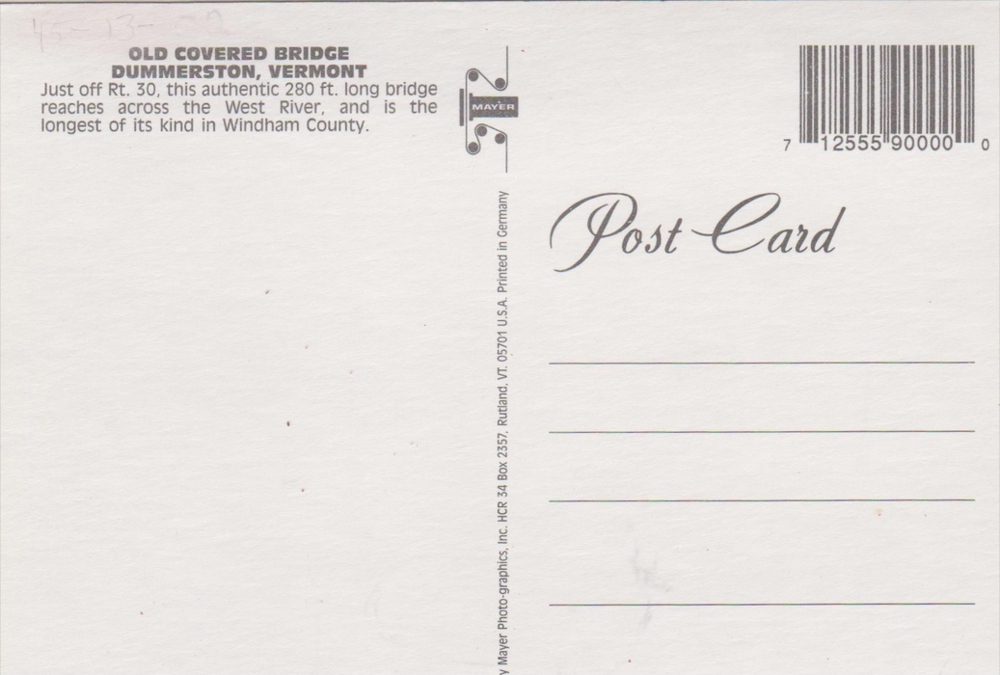 OLD COVERED BRIDGE
DUMMERSTON, VERMONT
Just off Rt. 30, this authentic 280 ft. long bridge
reaches across the West River, and is the
longest of its kind in Windham County.
MAYER
y Mayer Photo-graphics, Inc. HCR 34 Box 2357, Rutland, VT. 05701 U.S.A. Printed in Germany
7 12555 90000 0
Post Card